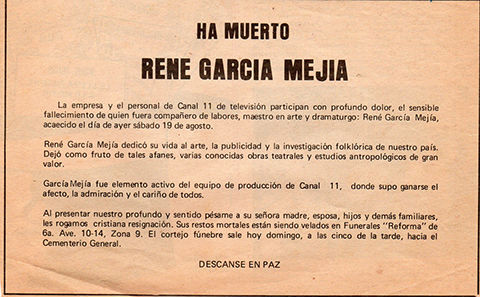 HA MUERTO
RENE GARCIA MEJIA
La empresa y el personal de Canal 11 de televisión participan con profundo dolor, el sensible
fallecimiento de quien fuera compañero de labores, maestro en arte y dramaturgo: René García Mejía,
acaecido el día de ayer sábado 19 de agosto.
René García Mejía dedicó su vida al arte, la publicidad y la investigación folklórica de nuestro país.
Dejó como fruto de tales afanes, varias conocidas obras teatrales y estudios antropológicos de gran
valor.
García Mejía fue elemento activo del equipo de producción de Canal 11, donde supo ganarse el
afecto, la admiración y el cariño de todos.
Al presentar nuestro profundo y sentido pésame a su señora madre, esposa, hijos y demás familiares,
les rogamos cristiana resignación. Sus restos mortales están siendo velados en Funerales "Reforma" de
6a. Ave. 10-14, Zona 9. El cortejo fúnebre sale hoy domingo, a las cinco de la tarde, hacia el
Cementerio General.
DESCANSE EN PAZ